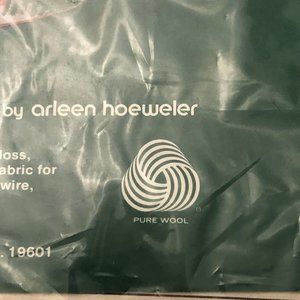 by arleen hoeweler
loss,
abric for
wire,
PURE WOOL
. 19601